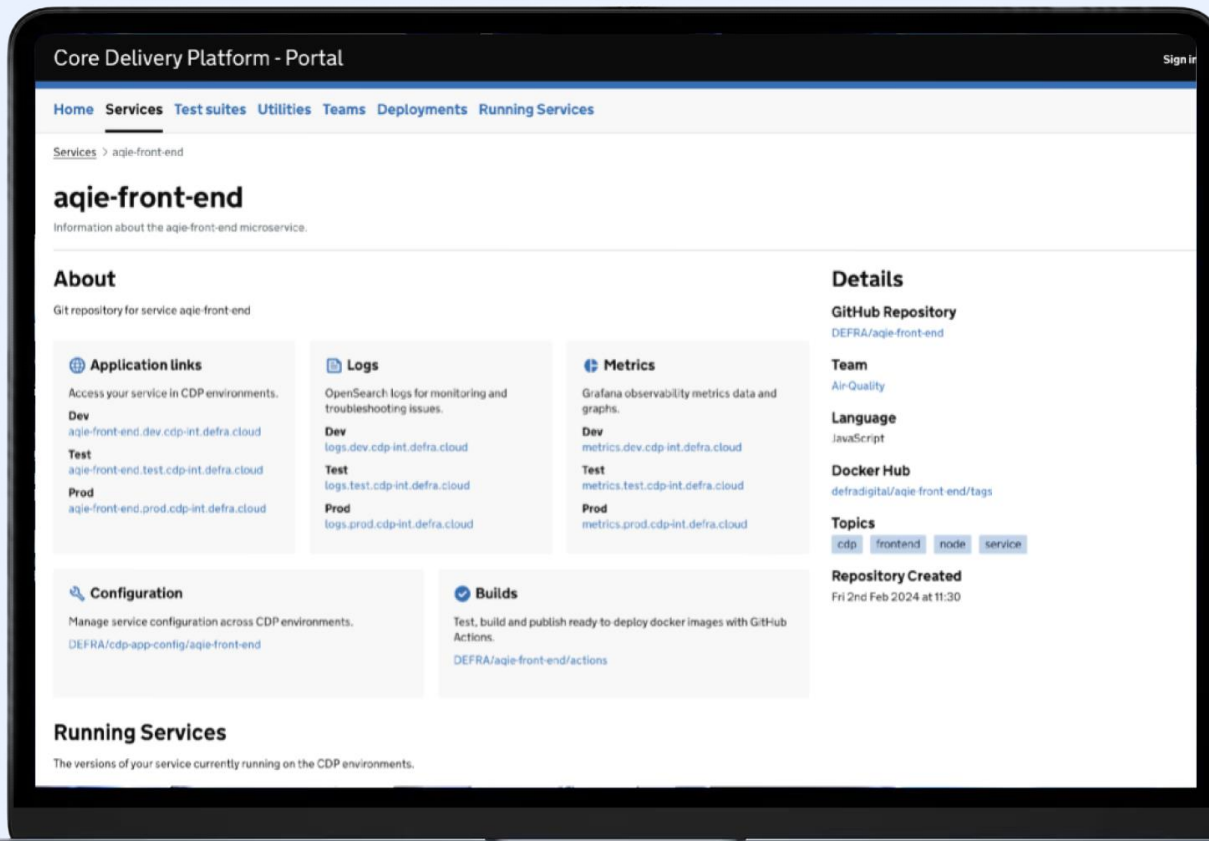 Core Delivery Platform - Portal
Sign in
Home Services Test suites Utilities Teams Deployments Running Services
Services > aqie-front-end
aqie-front-end
Information about the aqie-front-end microservice.
About
Git repository for service aqie-front-end
Application links
Access your service in CDP environments.
Dev
aqie-front-end.dev.cdp-int.defra.cloud
Test
aqie-front-end.test.cdp-int.defra.cloud
Prod
aqie-front-end.prod.cdp-int.defra.cloud
Logs
OpenSearch logs for monitoring and
troubleshooting issues.
Dev
logs.dev.cdp-int.defra.cloud
Test
logs.test.cdp-int.defra.cloud
Prod
logs.prod.cdp-int.defra.cloud
Metrics
Grafana observability metrics data and
graphs.
Dev
metrics.dev.cdp-int.defra.cloud
Test
metrics.test.cdp-int.defra.cloud
Prod
metrics.prod.cdp-int.defra.cloud
Configuration
Manage service configuration across CDP environments.
DEFRA/cdp-app-config/aqie-front-end
Builds
Test, build and publish ready to deploy docker images with GitHub
Actions.
DEFRA/aqie-front-end/actions
Running Services
The versions of your service currently running on the CDP environments.
Details
GitHub Repository
DEFRA/aqie-front-end
Team
Air-Quality
Language
JavaScript
Docker Hub
defradigital/aqie-front-end/tags
Topics
cdp frontend node service
Repository Created
Fri 2nd Feb 2024 at 11:30